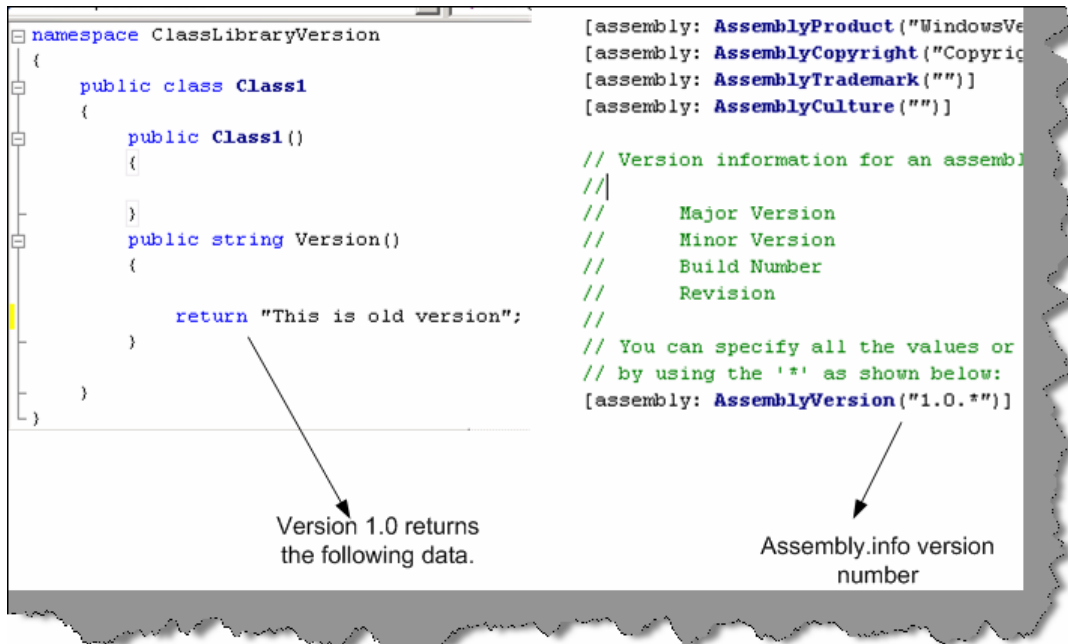 namespace ClassLibraryVersion
{
public class Class1
{
public Class1()
{
}
public string Version()
{
return "This is old version";
}
}
}
Version 1.0 returns
the following data.
[assembly: AssemblyProduct("WindowsVe
[assembly: AssemblyCopyright("Copyrig
[assembly: AssemblyTrademark("")]
[assembly: AssemblyCulture("")]
// Version information for an assembl
//
// Major Version
// Minor Version
// Build Number
// Revision
//
// You can specify all the values or
// by using the '*' as shown below:
[assembly: AssemblyVersion("1.0.*")]
Assembly.info version
number